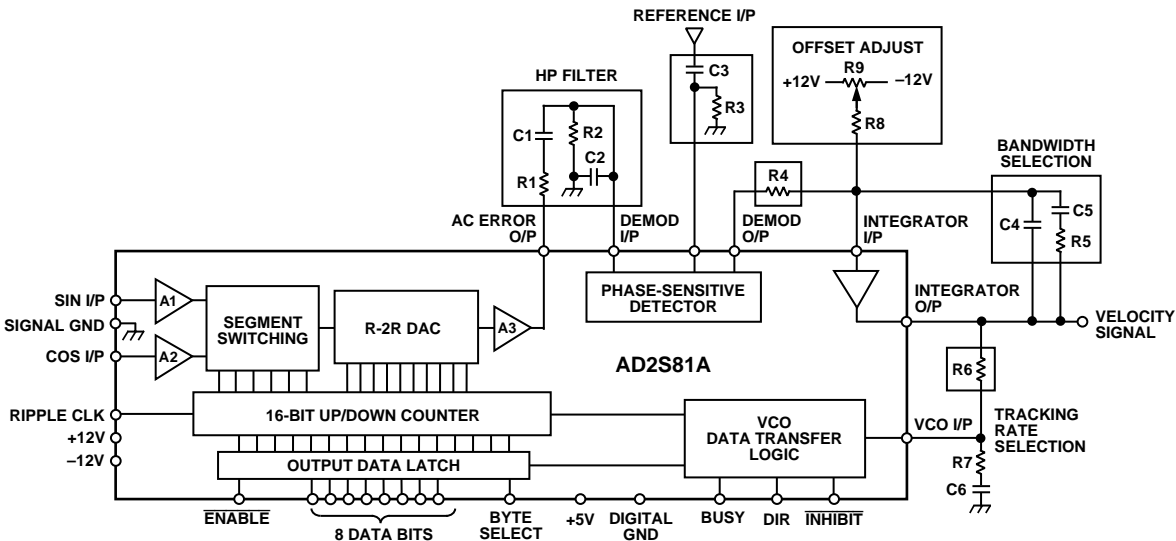 REFERENCE I/P
HP FILTER
C1
R2
C2
R1
C3
R3
OFFSET ADJUST
R9
+12V
–12V
R8
BANDWIDTH
SELECTION
R4
C4
C5
R5
AC ERROR
O/P
DEMOD
I/P
DEMOD
O/P
INTEGRATOR
I/P
INTEGRATOR
O/P
VELOCITY
SIGNAL
SIN I/P
SIGNAL GND
COS I/P
A1
A2
SEGMENT
SWITCHING
R-2R DAC
A3
PHASE-SENSITIVE
DETECTOR
AD2S81A
R6
RIPPLE CLK
+12V
–12V
16-BIT UP/DOWN COUNTER
OUTPUT DATA LATCH
VCO
DATA TRANSFER
LOGIC
VCO I/P
TRACKING
RATE
SELECTION
R7
C6
ENABLE
8 DATA BITS
BYTE
SELECT
+5V
DIGITAL
GND
BUSY
DIR
INHIBIT